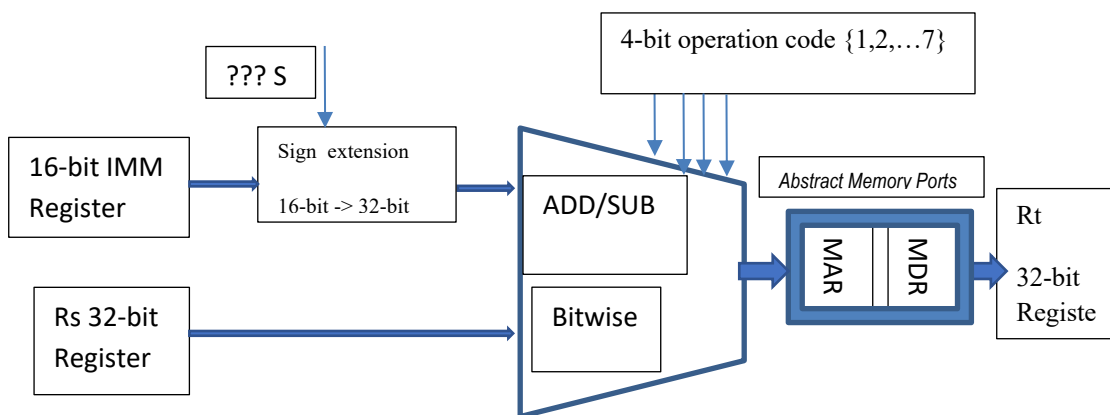 4-bit operation code {1,2,…7}
??? S
16-bit IMM
Register
Sign extension
16-bit -> 32-bit
ADD/SUB
Bitwise
Abstract Memory Ports
MAR
MDR
Rt
32-bit
Registe
Rs 32-bit
Register